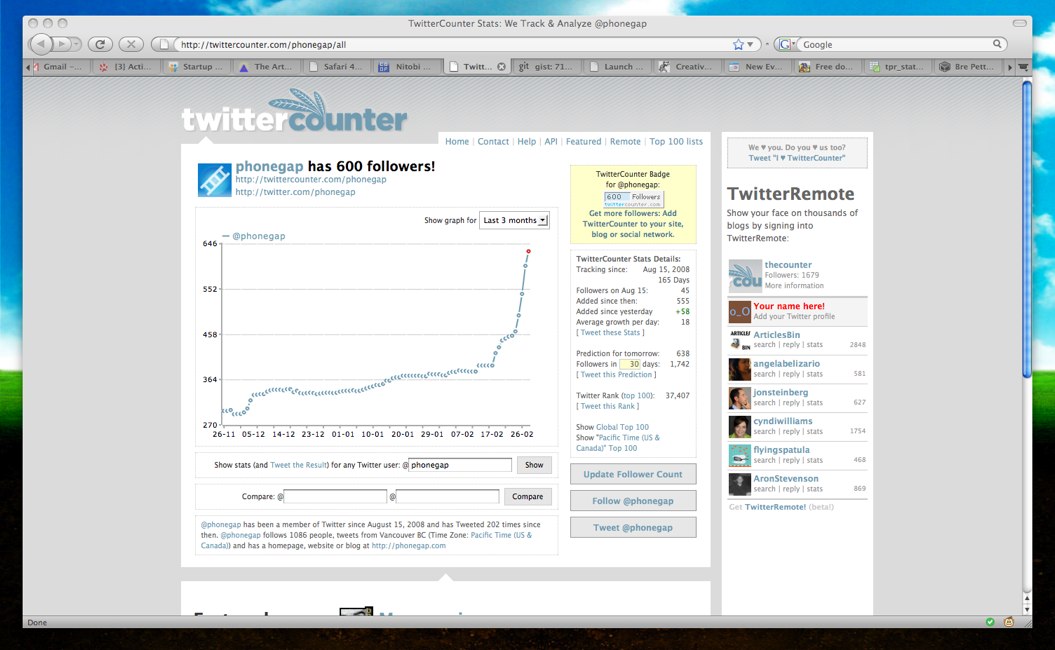 TwitterCounter Stats: We Track & Analyze @phonegap
http://twittercounter.com/phonegap/all
Google
Gmail – ...
[3] Acti...
Startup ...
The Art...
Safari 4...
Nitobi ...
Twitt...
git gist: 71...
Launch ...
Creativ...
New Ev...
Free do...
tpr_stat...
Bre Pett...
twittercounter
Home | Contact | Help | API | Featured | Remote | Top 100 lists
phonegap has 600 followers!
http://twittercounter.com/phonegap
http://twitter.com/phonegap
Show graph for Last 3 months
— @phonegap
646
552
458
364
270
26-11 05-12 14-12 23-12 01-01 10-01 20-01 29-01 07-02 17-02 26-02
Show stats (and Tweet the Result) for any Twitter user: @ phonegap Show
Compare: @ @ Compare
@phonegap has been a member of Twitter since August 15, 2008 and has Tweeted 202 times since
then. @phonegap follows 1086 people, tweets from Vancouver BC (Time Zone: Pacific Time (US &
Canada)) and has a homepage, website or blog at http://phonegap.com
TwitterCounter Badge
for @phonegap:
600 Followers
twittercounter.com
Get more followers: Add
TwitterCounter to your site,
blog or social network.
TwitterCounter Stats Details:
Tracking since: Aug 15, 2008
165 Days
Followers on Aug 15: 45
Added since then: 555
Added since yesterday +58
Average growth per day: 18
[ Tweet these Stats ]
Prediction for tomorrow: 638
Followers in 30 days: 1,742
[ Tweet this Prediction ]
Twitter Rank (top 100): 37,407
[ Tweet this Rank ]
Show Global Top 100
Show "Pacific Time (US &
Canada)" Top 100
Update Follower Count
Follow @phonegap
Tweet @phonegap
We ♥ you. Do you ♥ us too?
Tweet "I ♥ TwitterCounter"
TwitterRemote
Show your face on thousands of
blogs by signing into
TwitterRemote:
cou
thecounter
Followers: 1679
More information
o_O
Your name here!
Add your Twitter profile
ARTICLES
BIN
ArticlesBin
search | reply | stats 2848
angelabelizario
search | reply | stats 581
jonsteinberg
search | reply | stats 627
cyndiwilliams
search | reply | stats 1754
flyingspatula
search | reply | stats 468
AronStevenson
search | reply | stats 869
Get TwitterRemote! (beta!)
Done